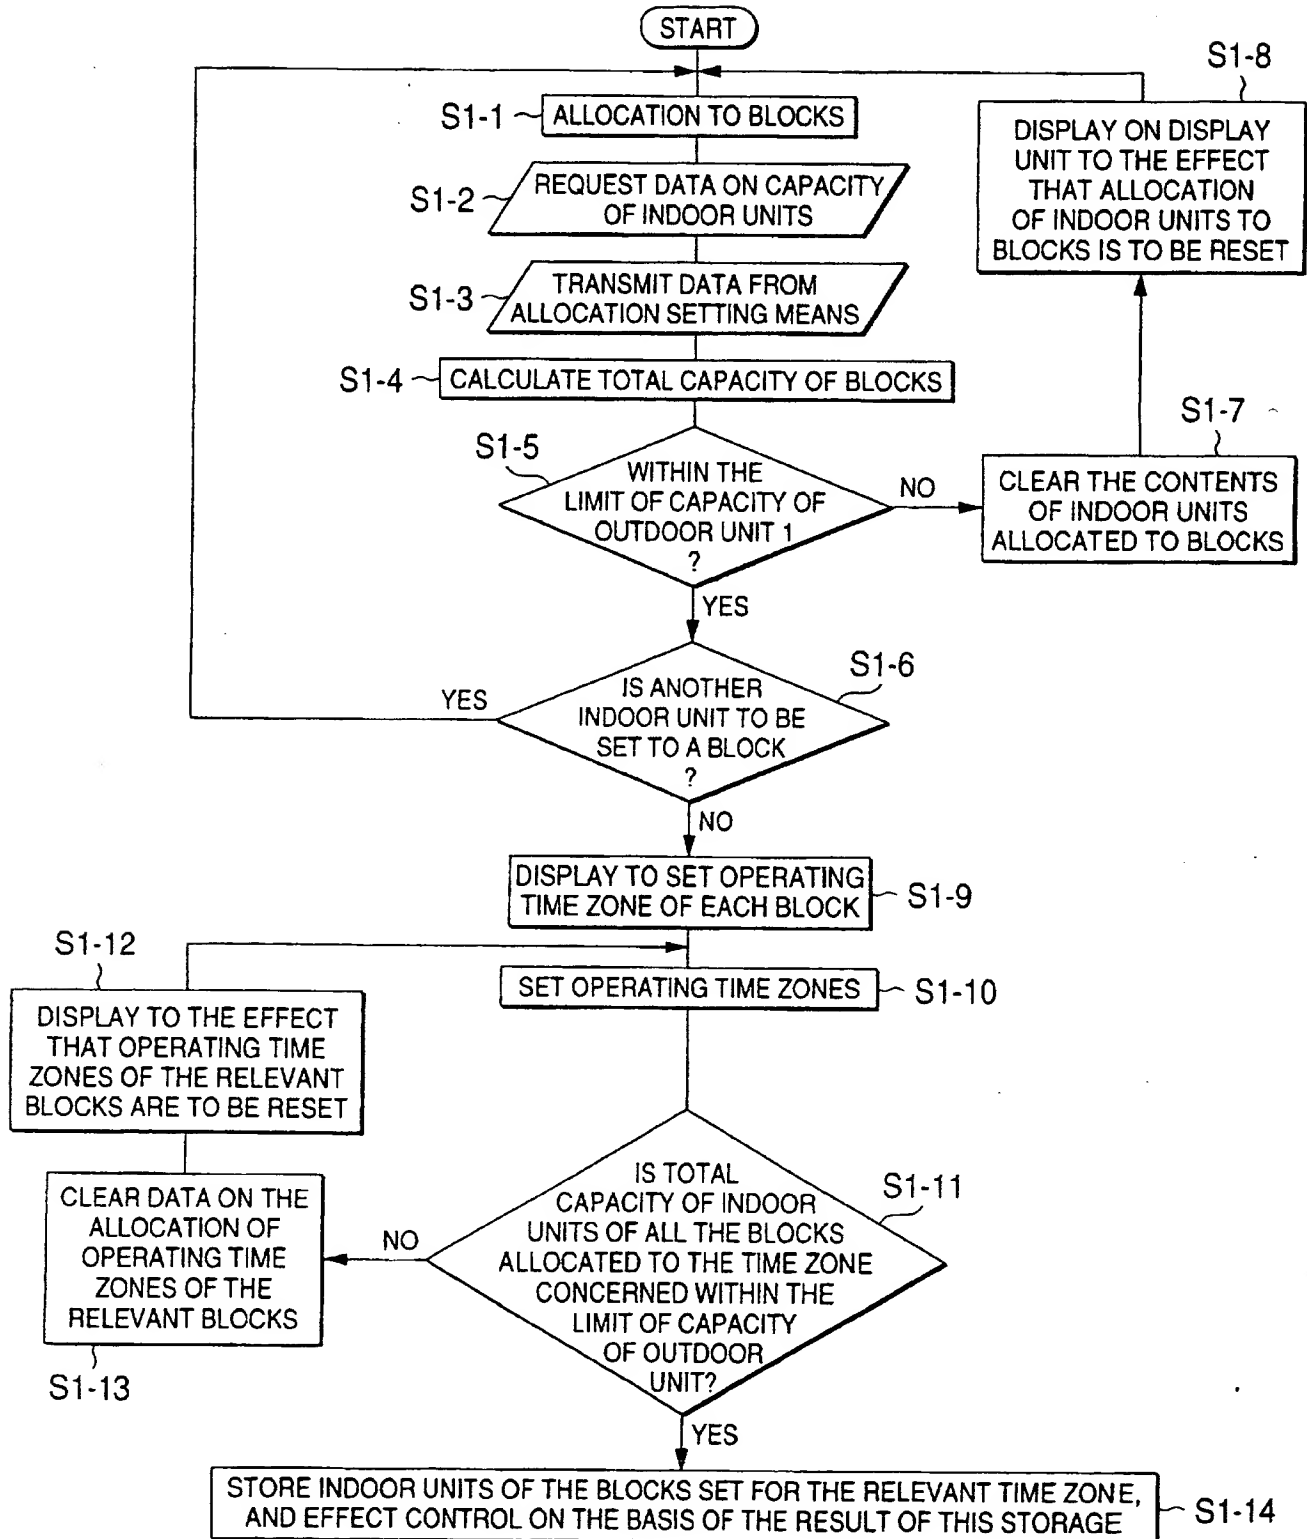 START
S1-8
S1-1
ALLOCATION TO BLOCKS
DISPLAY ON DISPLAY
UNIT TO THE EFFECT
THAT ALLOCATION
OF INDOOR UNITS TO
BLOCKS IS TO BE RESET
S1-2
REQUEST DATA ON CAPACITY
OF INDOOR UNITS
S1-3
TRANSMIT DATA FROM
ALLOCATION SETTING MEANS
S1-4
CALCULATE TOTAL CAPACITY OF BLOCKS
S1-7
S1-5
WITHIN THE
LIMIT OF CAPACITY OF
OUTDOOR UNIT 1
?
NO
CLEAR THE CONTENTS
OF INDOOR UNITS
ALLOCATED TO BLOCKS
YES
S1-6
IS ANOTHER
INDOOR UNIT TO BE
SET TO A BLOCK
?
YES
NO
DISPLAY TO SET OPERATING
TIME ZONE OF EACH BLOCK
S1-9
S1-12
SET OPERATING TIME ZONES
S1-10
DISPLAY TO THE EFFECT
THAT OPERATING TIME
ZONES OF THE RELEVANT
BLOCKS ARE TO BE RESET
S1-11
IS TOTAL
CAPACITY OF INDOOR
UNITS OF ALL THE BLOCKS
ALLOCATED TO THE TIME ZONE
CONCERNED WITHIN THE
LIMIT OF CAPACITY
OF OUTDOOR
UNIT?
NO
CLEAR DATA ON THE
ALLOCATION OF
OPERATING TIME
ZONES OF THE
RELEVANT BLOCKS
S1-13
YES
STORE INDOOR UNITS OF THE BLOCKS SET FOR THE RELEVANT TIME ZONE,
AND EFFECT CONTROL ON THE BASIS OF THE RESULT OF THIS STORAGE
S1-14